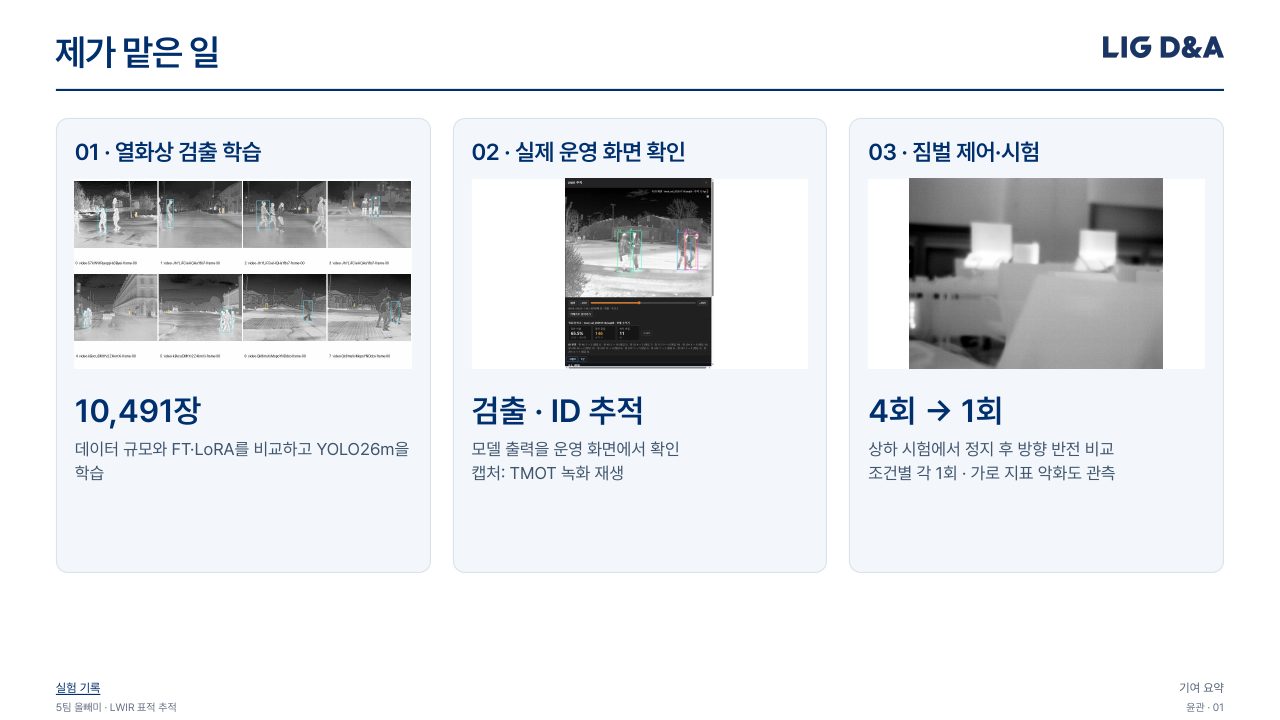 제가 맡은 일
LIG D&A
01 · 열화상 검출 학습
10,491장
데이터 규모와 FT·LoRA를 비교하고 YOLO26m을
학습
02 · 실제 운영 화면 확인
검출 · ID 추적
모델 출력을 운영 화면에서 확인
캡처: TMOT 녹화 재생
03 · 짐벌 제어·시험
4회 → 1회
상하 시험에서 정지 후 방향 반전 비교
조건별 각 1회 · 가로 지표 악화도 관측
실험 기록
5팀 올빼미 · LWIR 표적 추적
기여 요약
윤관 · 01